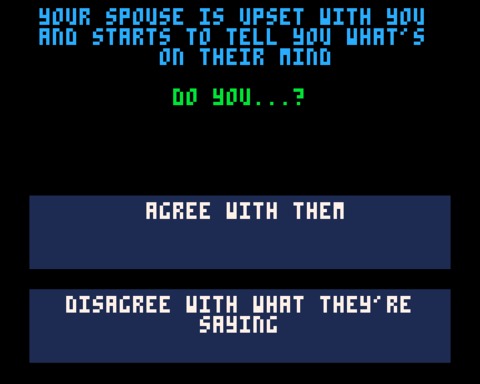 YOUR SPOUSE IS UPSET WITH YOU
AND STARTS TO TELL YOU WHAT'S
ON THEIR MIND
DO YOU...?
AGREE WITH THEM
DISAGREE WITH WHAT THEY'RE
SAYING